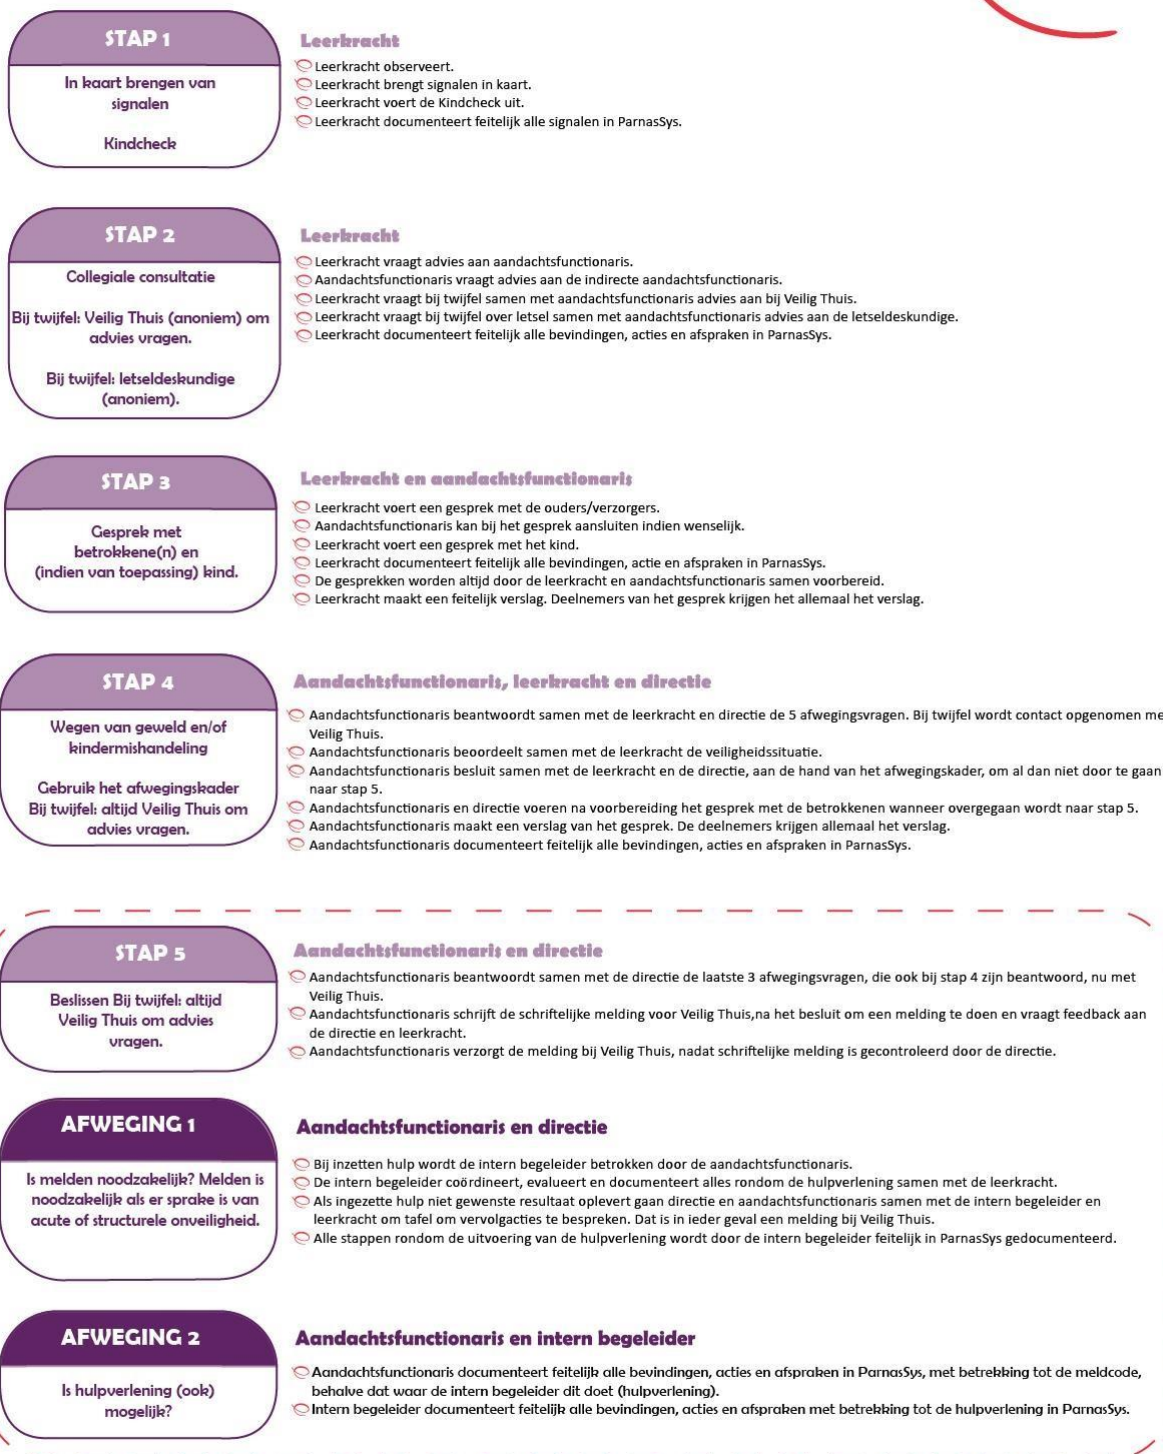 STAP 1
In kaart brengen van
signalen
Kindcheck
Leerkracht
Leerkracht observeert.
Leerkracht brengt signalen in kaart.
Leerkracht voert de Kindcheck uit.
Leerkracht documenteert feitelijk alle signalen in ParnasSys.
STAP 2
Collegiale consultatie
Bij twijfel: Veilig Thuis (anoniem) om
advies vragen.
Bij twijfel: letseldeskundige
(anoniem).
Leerkracht
Leerkracht vraagt advies aan aandachtsfunctionaris.
Aandachtsfunctionaris vraagt advies aan de indirecte aandachtsfunctionaris.
Leerkracht vraagt bij twijfel samen met aandachtsfunctionaris advies aan bij Veilig Thuis.
Leerkracht vraagt bij twijfel over letsel samen met aandachtsfunctionaris advies aan de letseldeskundige.
Leerkracht documenteert feitelijk alle bevindingen, acties en afspraken in ParnasSys.
STAP 3
Gesprek met
betrokkene(n) en
(indien van toepassing) kind.
Leerkracht en aandachtsfunctionaris
Leerkracht voert een gesprek met de ouders/verzorgers.
Aandachtsfunctionaris kan bij het gesprek aansluiten indien wenselijk.
Leerkracht voert een gesprek met het kind.
Leerkracht documenteert feitelijk alle bevindingen, actie en afspraken in ParnasSys.
De gesprekken worden altijd door de leerkracht en aandachtsfunctionaris samen voorbereid.
Leerkracht maakt een feitelijk verslag. Deelnemers van het gesprek krijgen het allemaal het verslag.
STAP 4
Wegen van geweld en/of
kindermishandeling
Gebruik het afwegingskader
Bij twijfel: altijd Veilig Thuis om
advies vragen.
Aandachtsfunctionaris, leerkracht en directie
Aandachtsfunctionaris beantwoordt samen met de leerkracht en directie de 5 afwegingsvragen. Bij twijfel wordt contact opgenomen me
Veilig Thuis.
Aandachtsfunctionaris beoordeelt samen met de leerkracht de veiligheidssituatie.
Aandachtsfunctionaris besluit samen met de leerkracht en de directie, aan de hand van het afwegingskader, om al dan niet door te gaan
naar stap 5.
Aandachtsfunctionaris en directie voeren na voorbereiding het gesprek met de betrokkenen wanneer overgegaan wordt naar stap 5.
Aandachtsfunctionaris maakt een verslag van het gesprek. De deelnemers krijgen allemaal het verslag.
Aandachtsfunctionaris documenteert feitelijk alle bevindingen, acties en afspraken in ParnasSys.
STAP 5
Beslissen Bij twijfel: altijd
Veilig Thuis om advies
vragen.
Aandachtsfunctionaris en directie
Aandachtsfunctionaris beantwoordt samen met de directie de laatste 3 afwegingsvragen, die ook bij stap 4 zijn beantwoord, nu met
Veilig Thuis.
Aandachtsfunctionaris schrijft de schriftelijke melding voor Veilig Thuis,na het besluit om een melding te doen en vraagt feedback aan
de directie en leerkracht.
Aandachtsfunctionaris verzorgt de melding bij Veilig Thuis, nadat schriftelijke melding is gecontroleerd door de directie.
AFWEGING 1
Is melden noodzakelijk? Melden is
noodzakelijk als er sprake is van
acute of structurele onveiligheid.
Aandachtsfunctionaris en directie
Bij inzetten hulp wordt de intern begeleider betrokken door de aandachtsfunctionaris.
De intern begeleider coördineert, evalueert en documenteert alles rondom de hulpverlening samen met de leerkracht.
Als ingezette hulp niet gewenste resultaat oplevert gaan directie en aandachtsfunctionaris samen met de intern begeleider en
leerkracht om tafel om vervolgacties te bespreken. Dat is in ieder geval een melding bij Veilig Thuis.
Alle stappen rondom de uitvoering van de hulpverlening wordt door de intern begeleider feitelijk in ParnasSys gedocumenteerd.
AFWEGING 2
Is hulpverlening (ook)
mogelijk?
Aandachtsfunctionaris en intern begeleider
Aandachtsfunctionaris documenteert feitelijk alle bevindingen, acties en afspraken in ParnasSys, met betrekking tot de meldcode,
behalve dat waar de intern begeleider dit doet (hulpverlening).
Intern begeleider documenteert feitelijk alle bevindingen, acties en afspraken met betrekking tot de hulpverlening in ParnasSys.